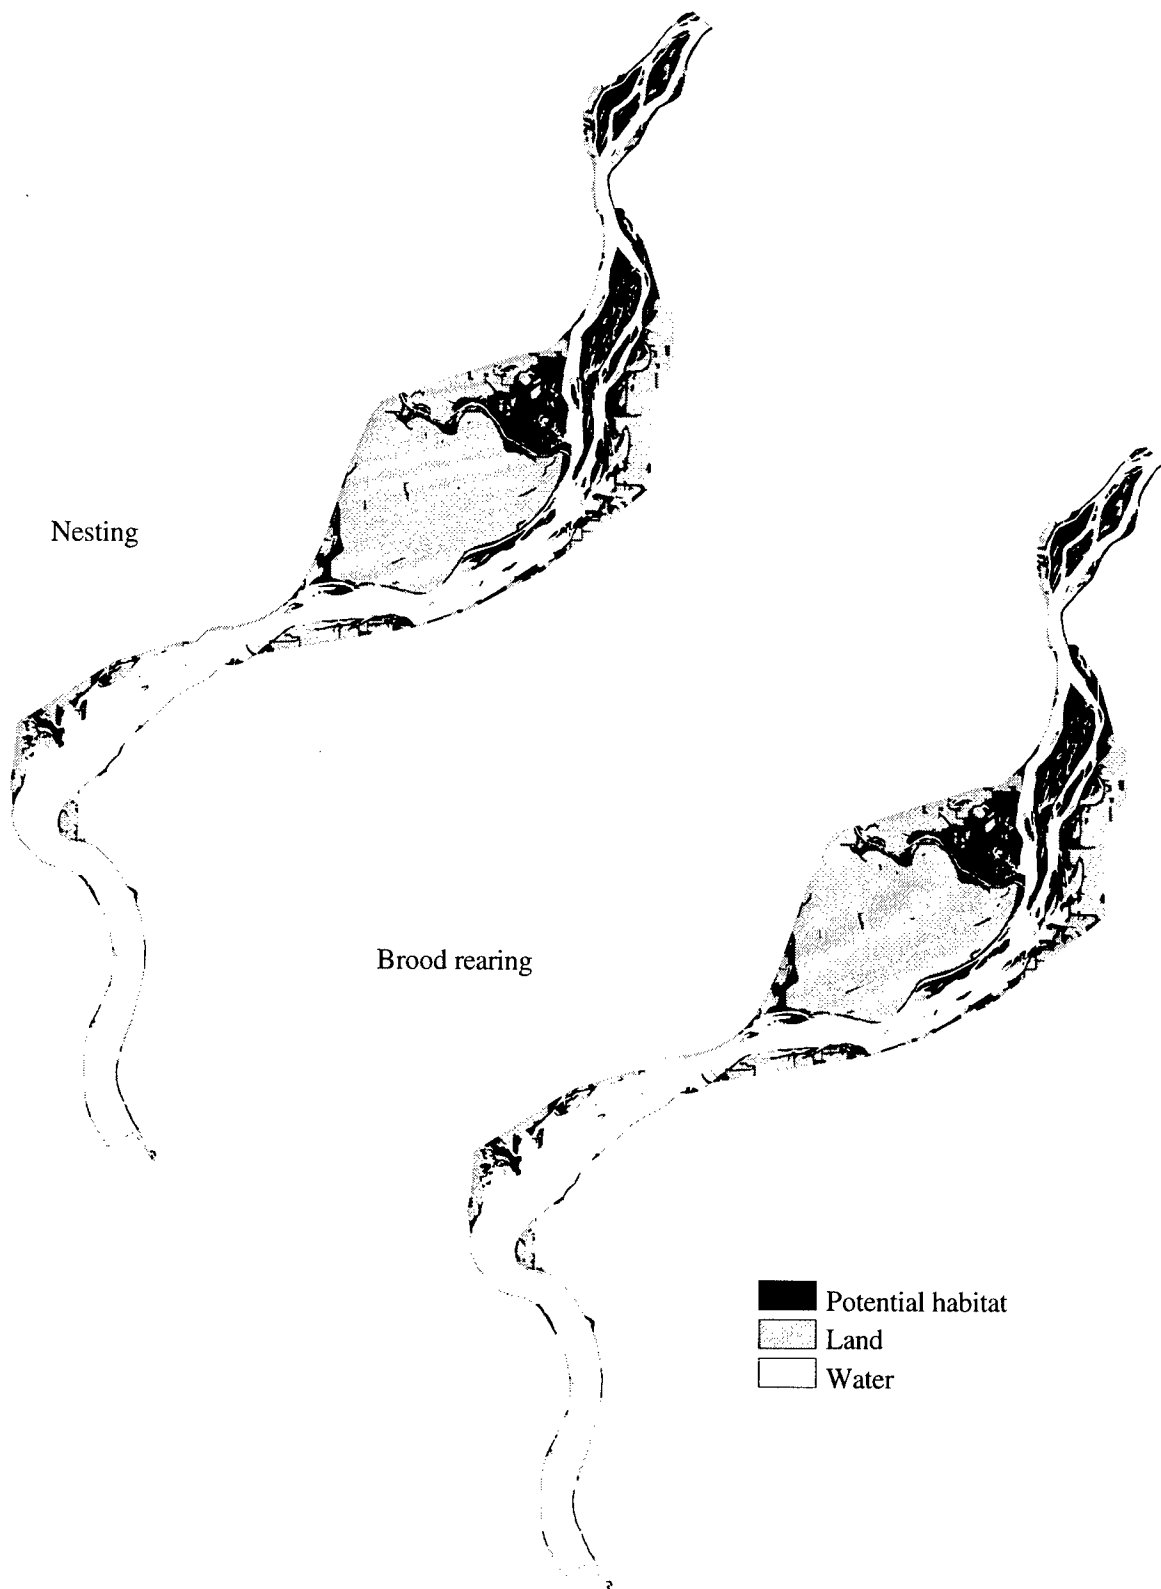 Nesting
Brood rearing
Potential habitat
Land
Water